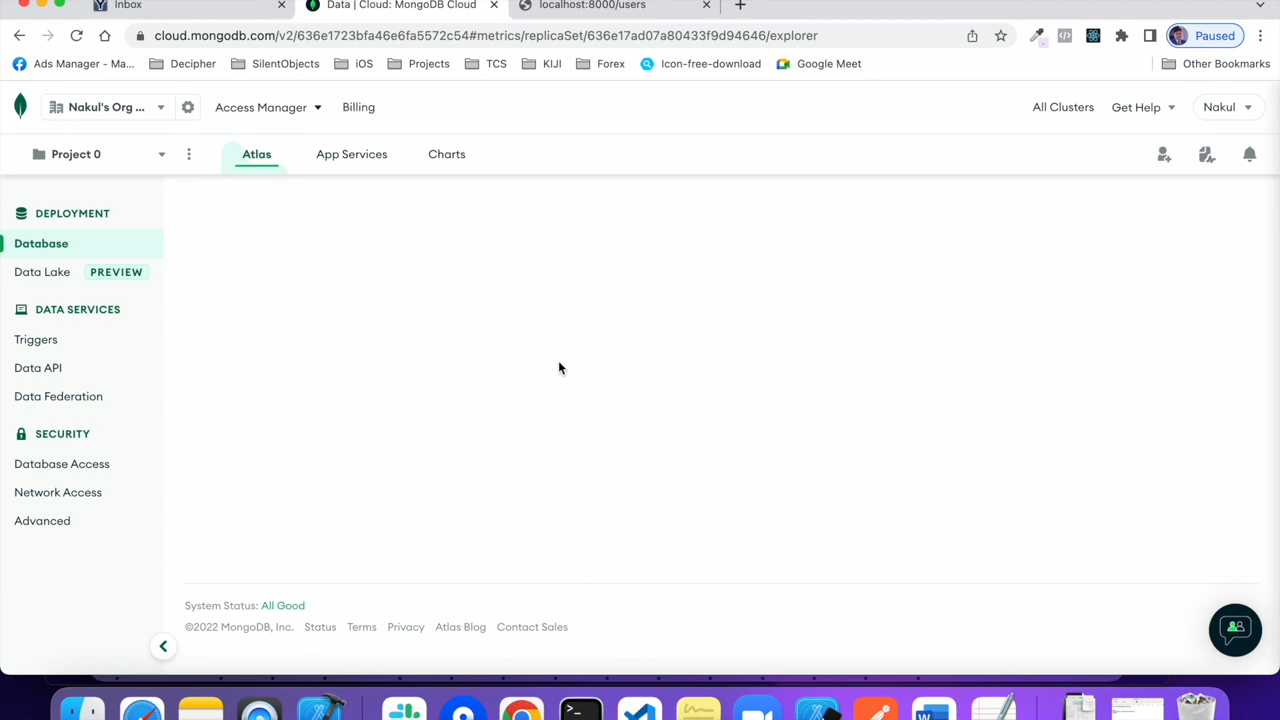 Inbox
Data | Cloud: MongoDB Cloud
localhost:8000/users
cloud.mongodb.com/v2/636e1723bfa46e6fa5572c54#metrics/replicaSet/636e17ad07a80433f9d94646/explorer
Paused
Ads Manager - Ma...
Decipher
SilentObjects
iOS
Projects
TCS
KIJI
Forex
Icon-free-download
Google Meet
Other Bookmarks
Nakul's Org ...
Access Manager
Billing
All Clusters
Get Help
Nakul
Project 0
Atlas
App Services
Charts
DEPLOYMENT
Database
Data Lake PREVIEW
DATA SERVICES
Triggers
Data API
Data Federation
SECURITY
Database Access
Network Access
Advanced
System Status: All Good
©2022 MongoDB, Inc. Status Terms Privacy Atlas Blog Contact Sales